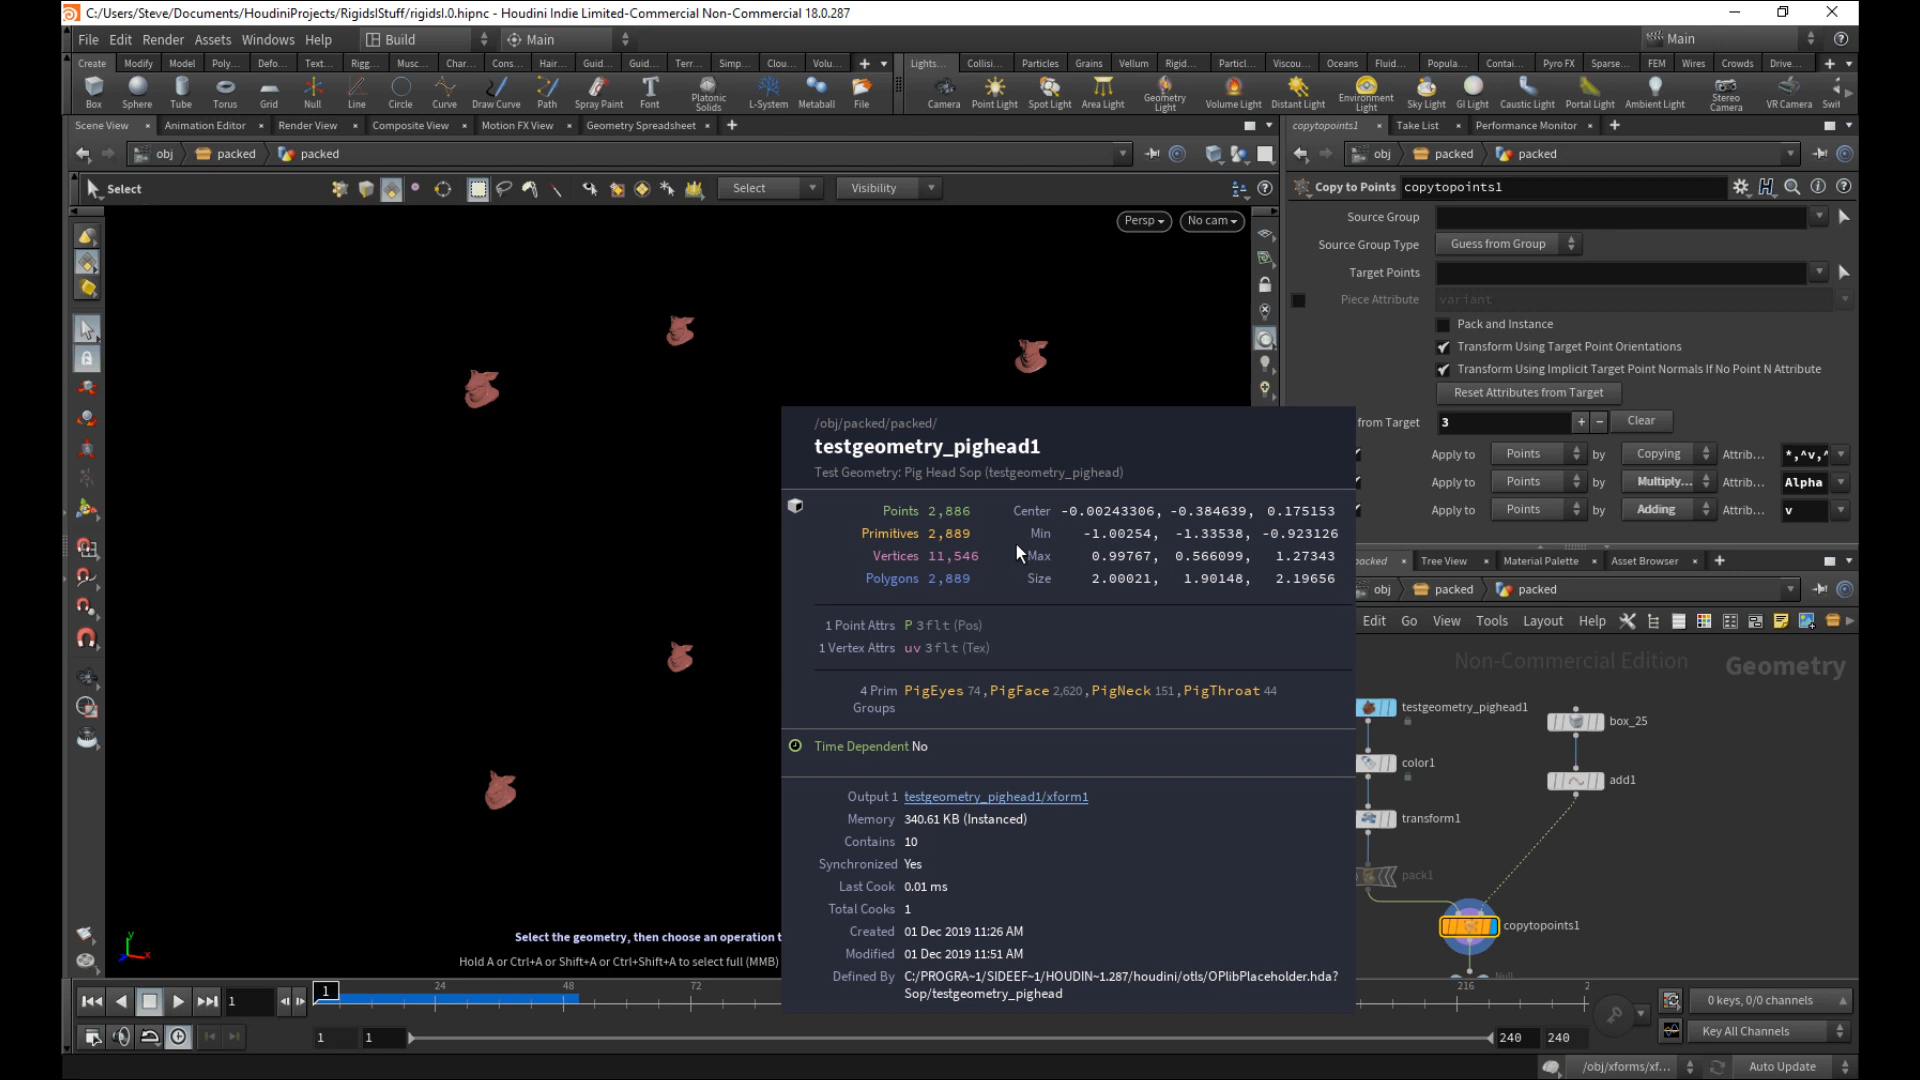 C:/Users/Steve/Documents/HoudiniProjects/RigidslStuff/rigidsl.0.hipnc - Houdini Indie Limited-Commercial Non-Commercial 18.0.287
File Edit Render Assets Windows Help Build Main Main
Create Modify Model Poly... Defo... Text... Rigg... Musc... Char... Cons... Hair... Guid... Guid... Terr... Simp... Clou... Volu... Lights... Collisi... Particles Grains Vellum Rigid... Particl... Viscou... Oceans Fluid... Popula... Contai... Pyro FX Sparse... FEM Wires Crowds Drive...
Box Sphere Tube Torus Grid Null Line Circle Curve Draw Curve Path Spray Paint Font Platonic Solids L-System Metaball File Camera Point Light Spot Light Area Light Geometry Light Volume Light Distant Light Environment Light Sky Light GI Light Caustic Light Portal Light Ambient Light Stereo Camera VR Camera Swit
Scene View Animation Editor Render View Composite View Motion FX View Geometry Spreadsheet copytopoints1 Take List Performance Monitor
obj packed packed obj packed packed
Select Select Visibility
Copy to Points copytopoints1
Persp No cam
Source Group
Source Group Type Guess from Group
Target Points
Piece Attribute variant
Pack and Instance
Transform Using Target Point Orientations
Transform Using Implicit Target Point Normals If No Point N Attribute
Reset Attributes from Target
from Target 3 Clear
Apply to Points by Copying Attrib... *,^v,^
Apply to Points by Multiply... Attrib... Alpha
Apply to Points by Adding Attrib... v
/obj/packed/packed/
testgeometry_pighead1
Test Geometry: Pig Head Sop (testgeometry_pighead)
Points 2,886 Center -0.00243306, -0.384639, 0.175153
Primitives 2,889 Min -1.00254, -1.33538, -0.923126
Vertices 11,546 Max 0.99767, 0.566099, 1.27343
Polygons 2,889 Size 2.00021, 1.90148, 2.19656
1 Point Attrs P 3flt (Pos)
1 Vertex Attrs uv 3flt (Tex)
4 Prim Groups PigEyes 74, PigFace 2,620, PigNeck 151, PigThroat 44
Time Dependent No
Output 1 testgeometry_pighead1/xform1
Memory 340.61 KB (Instanced)
Contains 10
Synchronized Yes
Last Cook 0.01 ms
Total Cooks 1
Created 01 Dec 2019 11:26 AM
Modified 01 Dec 2019 11:51 AM
Defined By C:/PROGRA~1/SIDEEF~1/HOUDIN~1.287/houdini/otls/OPlibPlaceholder.hda?
Sop/testgeometry_pighead
packed Tree View Material Palette Asset Browser
obj packed packed
Edit Go View Tools Layout Help
Non-Commercial Edition Geometry
testgeometry_pighead1 box_25
color1 add1
transform1
pack1
copytopoints1
Null
Select the geometry, then choose an operation t
Hold A or Ctrl+A or Shift+A or Ctrl+Shift+A to select full (MMB)
1 1 24 48 72 216 2
0 keys, 0/0 channels
1 1 240 240 Key All Channels
/obj/xforms/xf... Auto Update